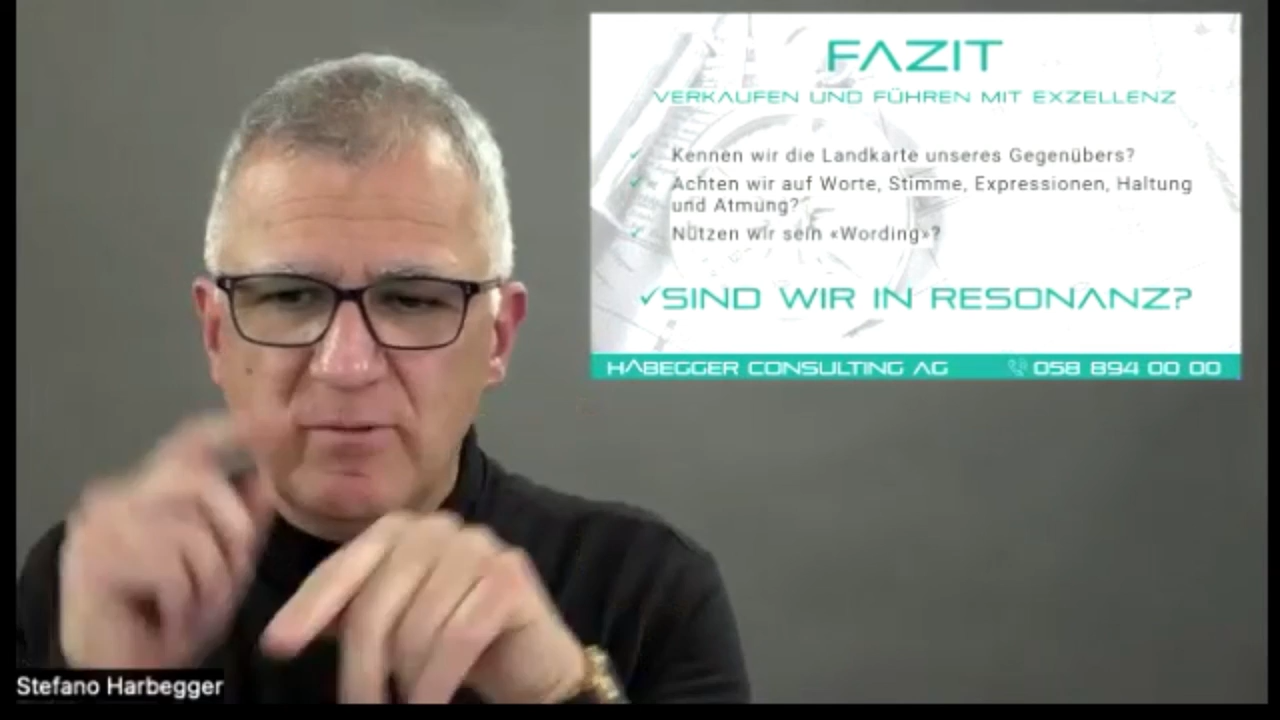 FAZIT
VERKAUFEN UND FÜHREN MIT EXZELLENZ
✓ Kennen wir die Landkarte unseres Gegenübers?
✓ Achten wir auf Worte, Stimme, Expressionen, Haltung
und Atmung?
✓ Nutzen wir sein «Wording»?
✓SIND WIR IN RESONANZ?
HABEGGER CONSULTING AG 058 894 00 00
Stefano Harbegger